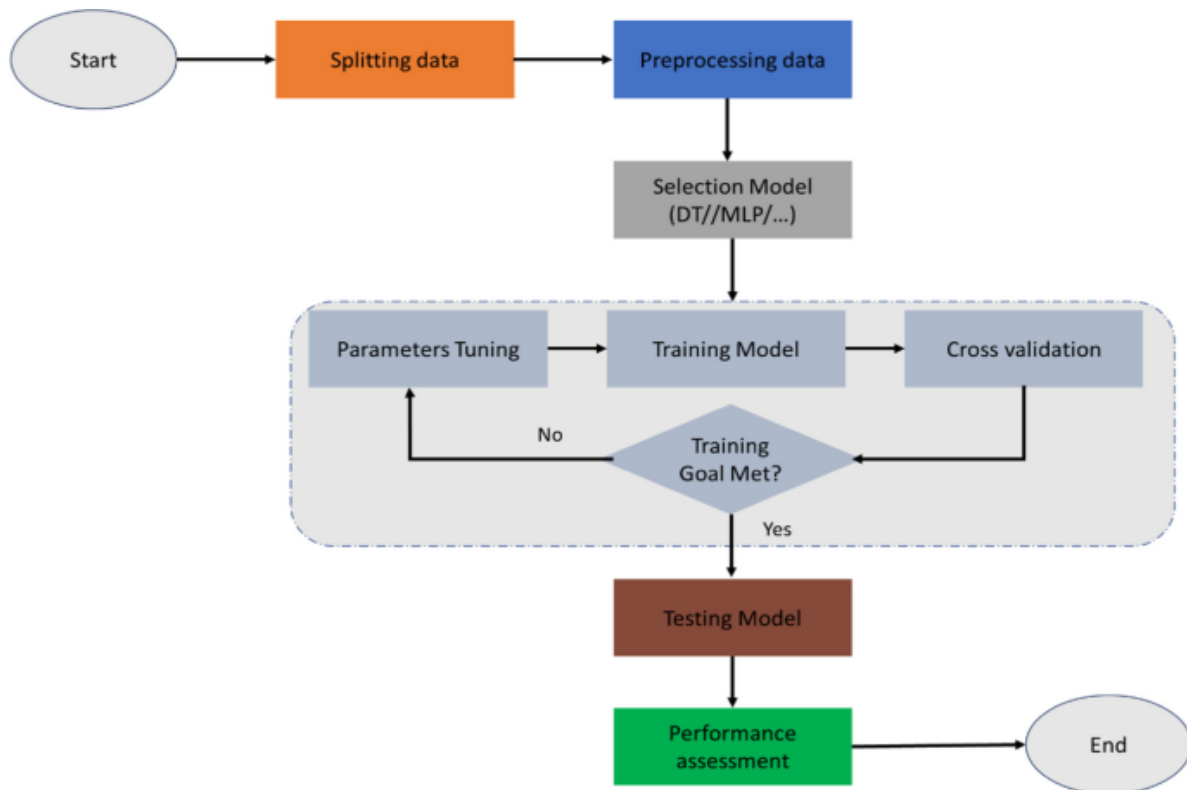 Start
Splitting data
Preprocessing data
Selection Model
(DT//MLP/...)
Parameters Tuning
Training Model
Cross validation
No
Training
Goal Met?
Yes
Testing Model
Performance
assessment
End